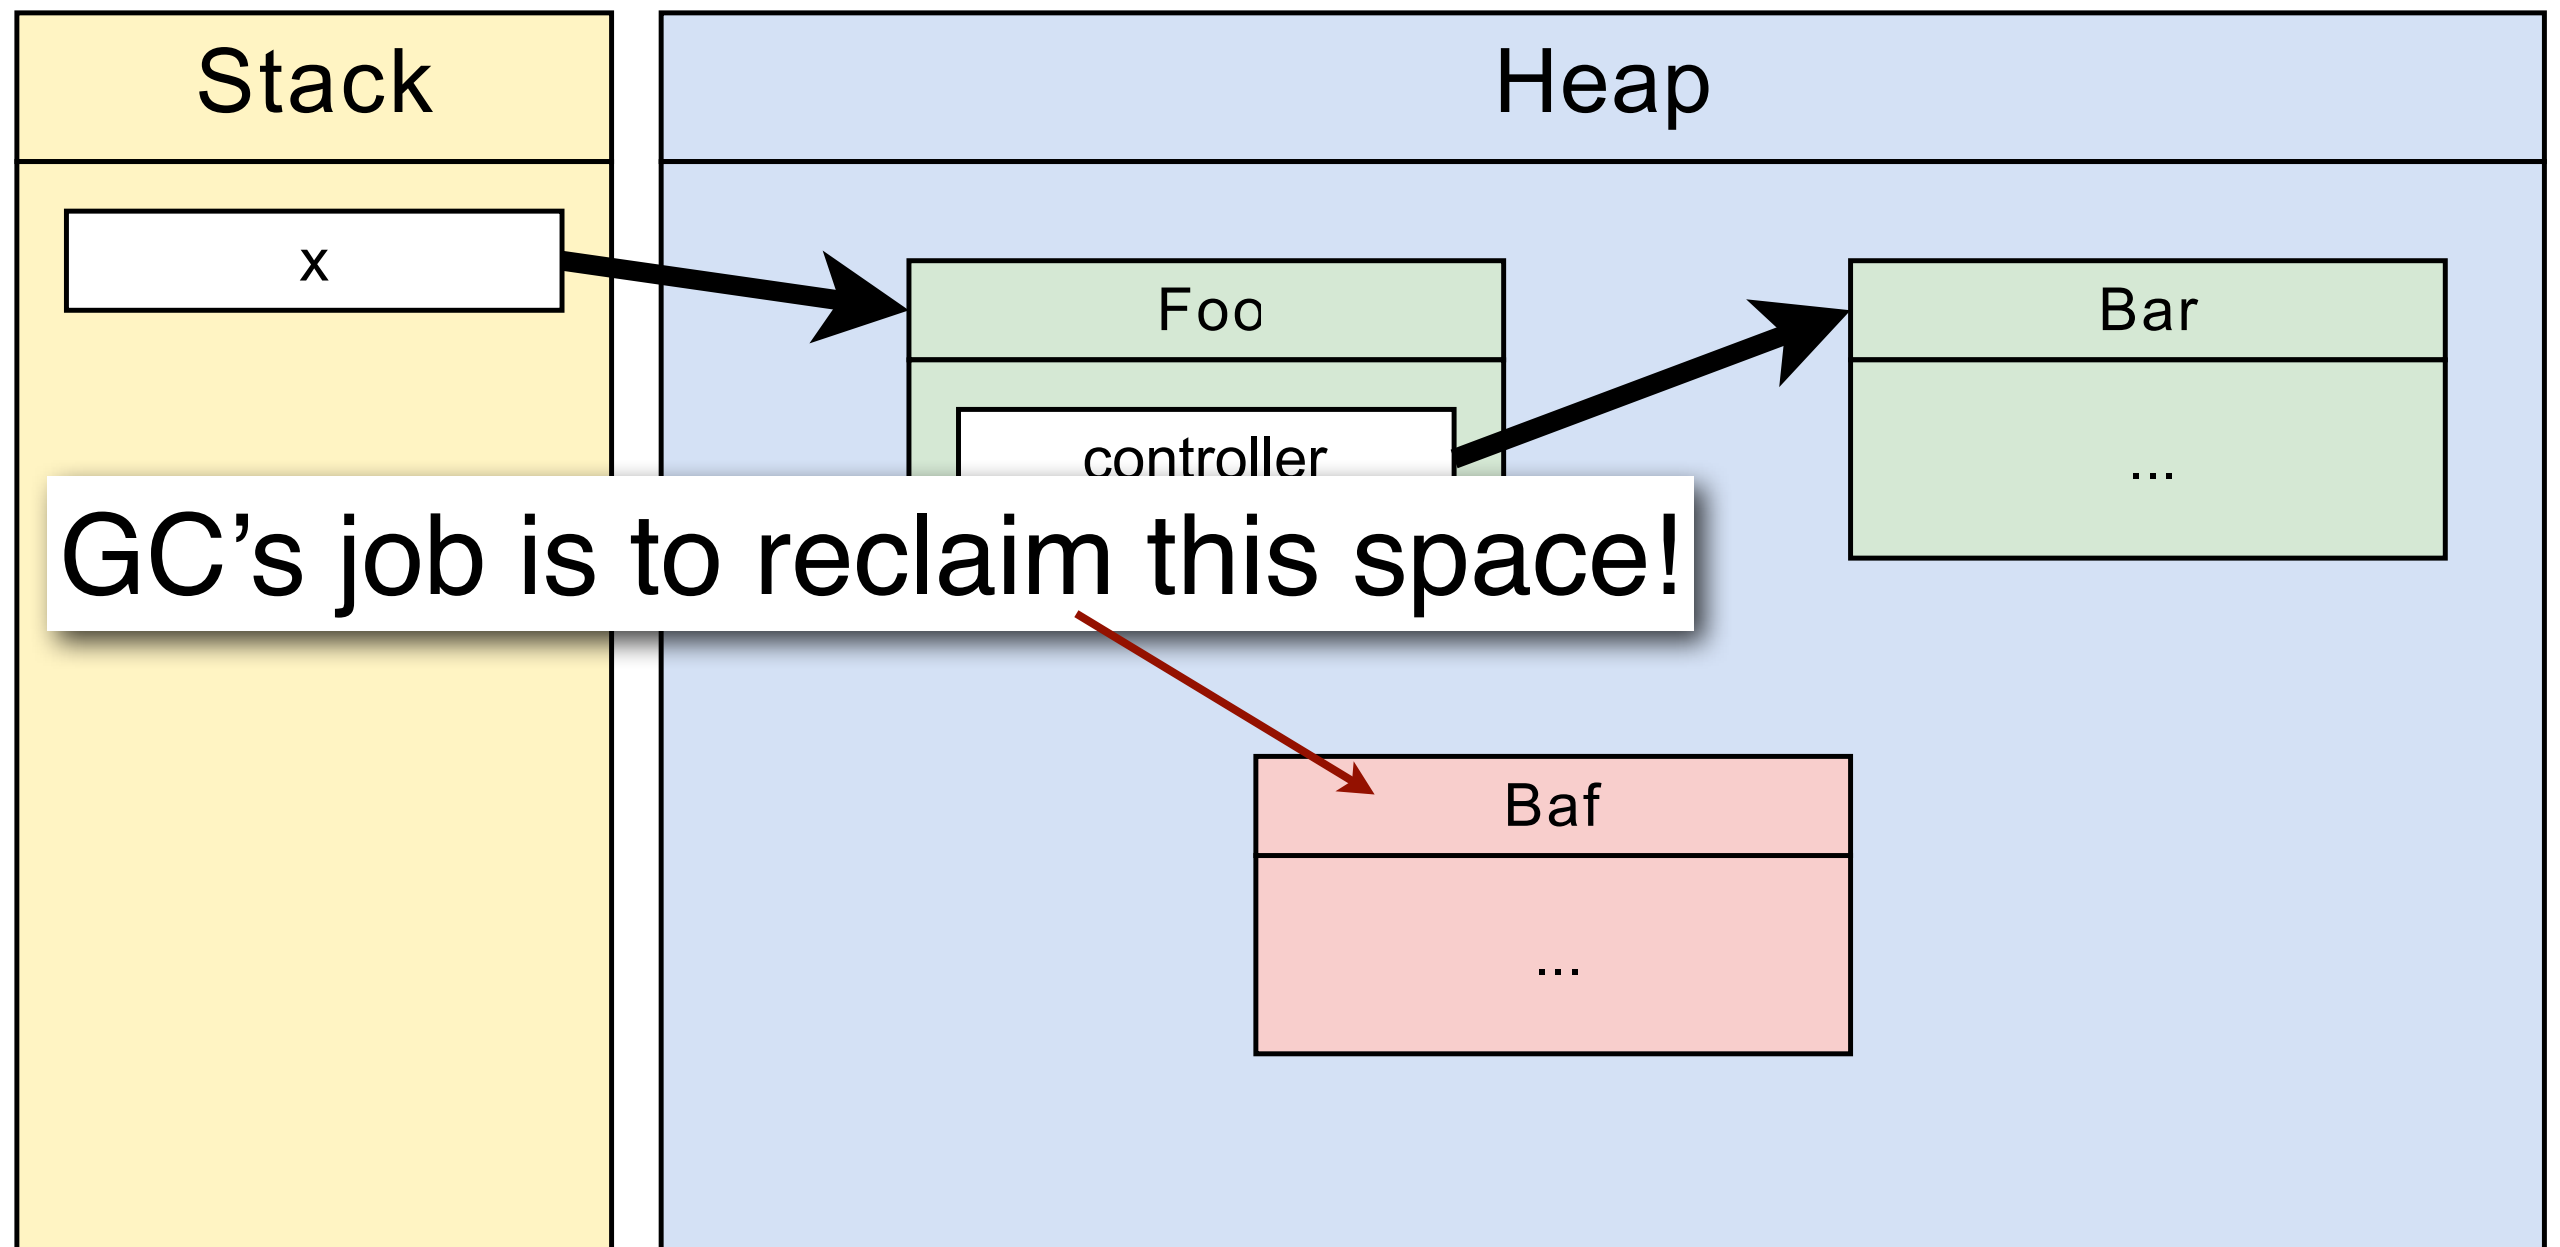 Stack
Heap
x
Foo
Bar
controller
...
GC’s job is to reclaim this space!
Baf
...